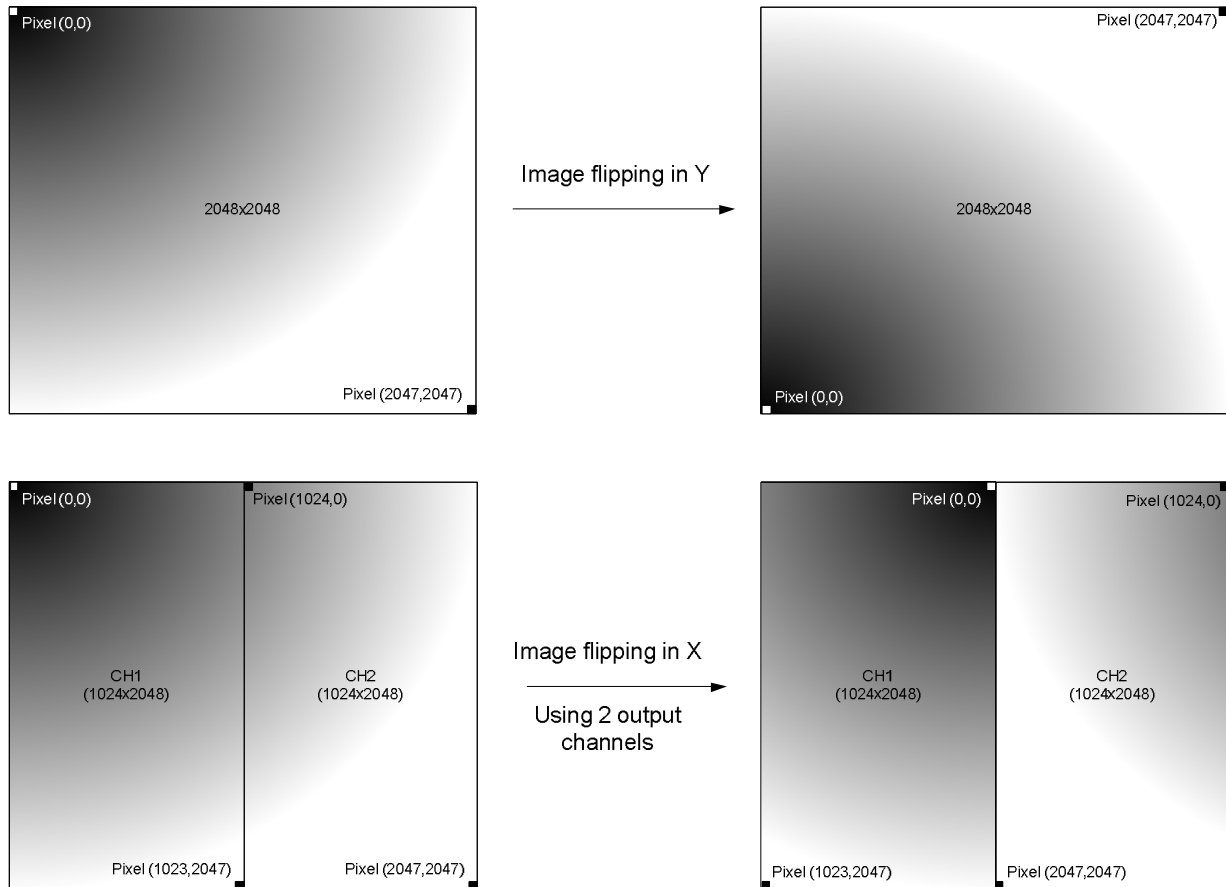 Pixel (0,0)
Pixel (2047,2047)
Image flipping in Y
2048x2048
2048x2048
Pixel (2047,2047)
Pixel (0,0)
Pixel (0,0)
Pixel (1024,0)
Pixel (0,0)
Pixel (1024,0)
Image flipping in X
CH1
(1024x2048)
CH2
(1024x2048)
CH1
(1024x2048)
CH2
(1024x2048)
Using 2 output
channels
Pixel (1023,2047)
Pixel (2047,2047)
Pixel (1023,2047)
Pixel (2047,2047)